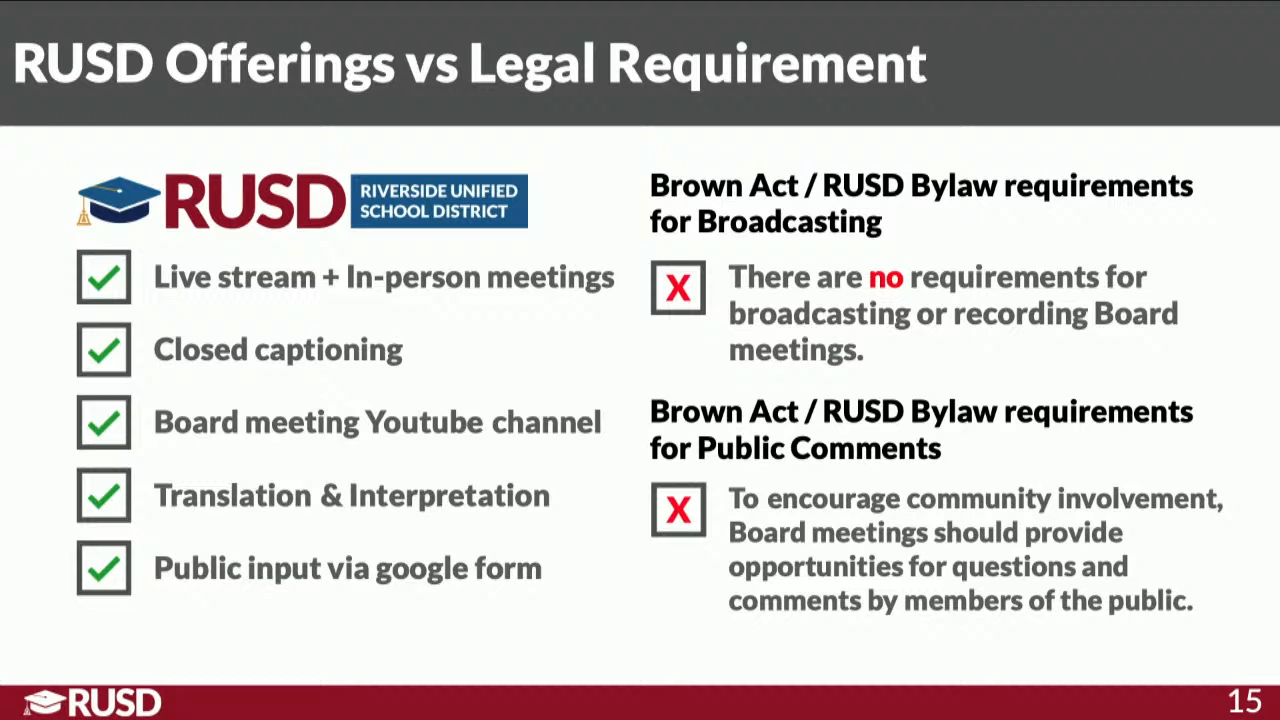 RUSD Offerings vs Legal Requirement
RUSD
RIVERSIDE UNIFIED
SCHOOL DISTRICT
Live stream + In-person meetings
Closed captioning
Board meeting Youtube channel
Translation & Interpretation
Public input via google form
Brown Act / RUSD Bylaw requirements
for Broadcasting
X
There are no requirements for
broadcasting or recording Board
meetings.
Brown Act / RUSD Bylaw requirements
for Public Comments
X
To encourage community involvement,
Board meetings should provide
opportunities for questions and
comments by members of the public.
RUSD
15